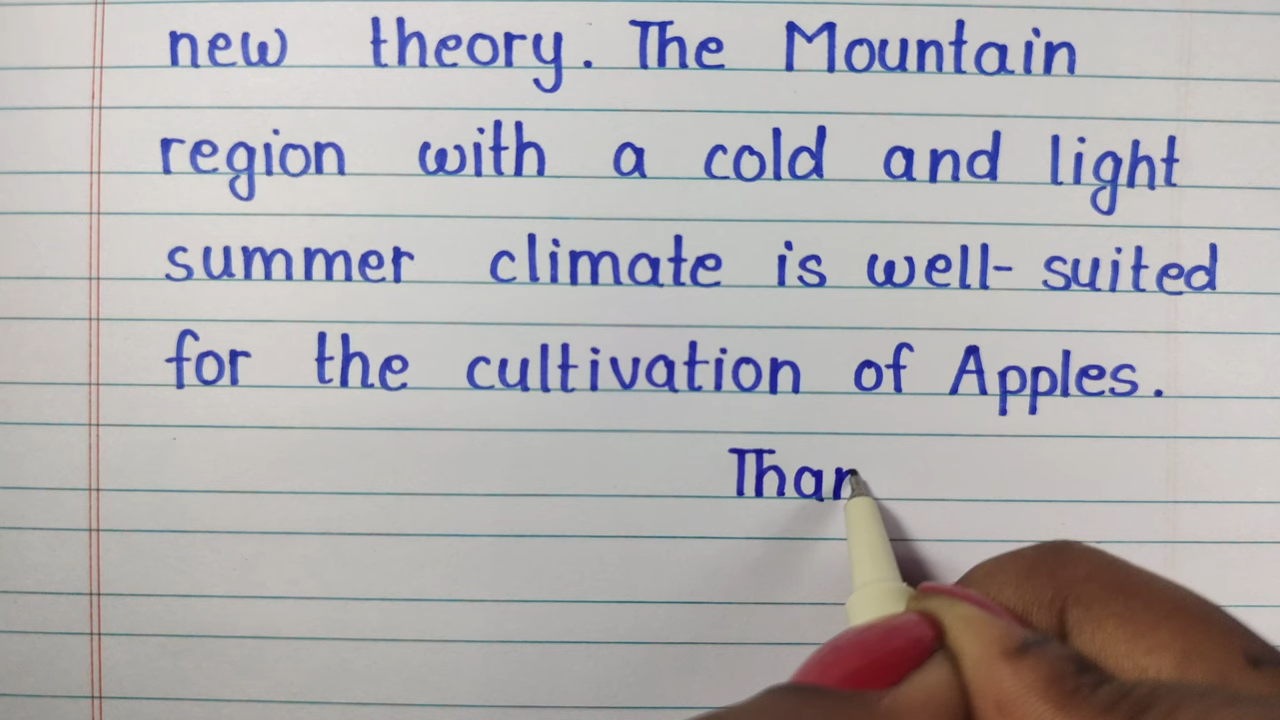 new theory. The Mountain
region with a cold and light
summer climate is well-suited
for the cultivation of Apples.
Than